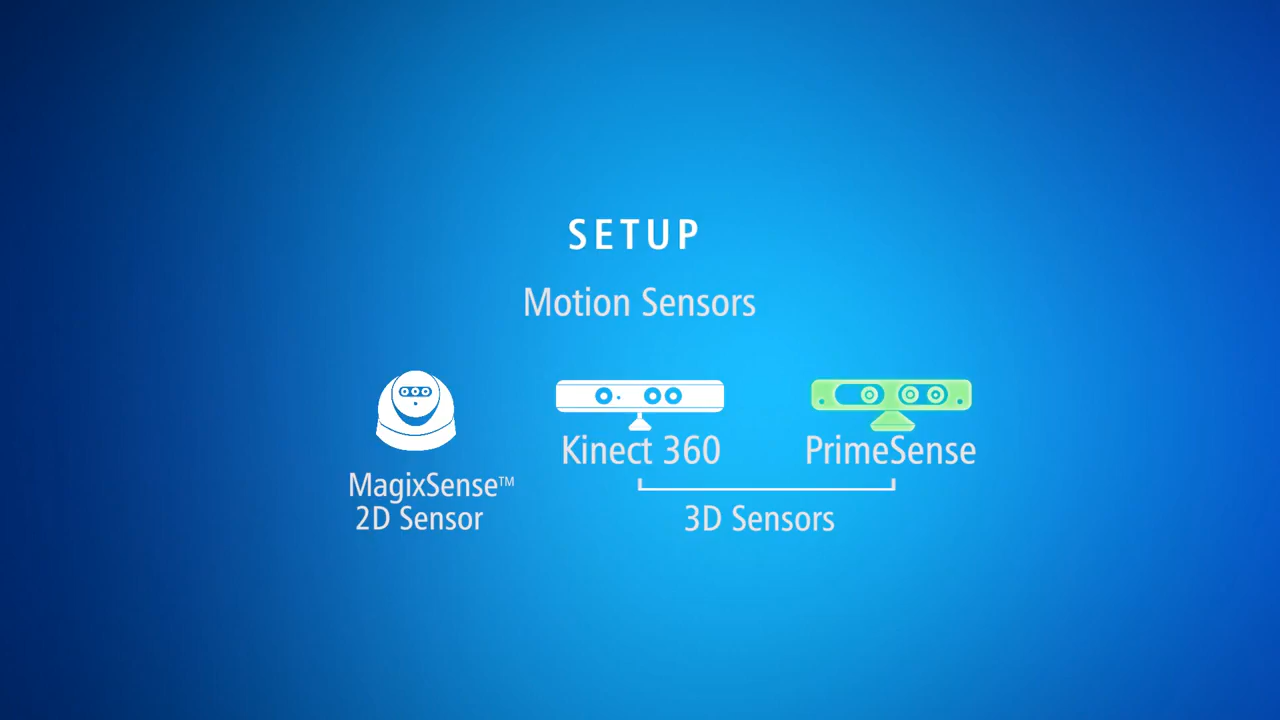 SETUP
Motion Sensors
Kinect 360
PrimeSense
MagixSense™
2D Sensor
3D Sensors